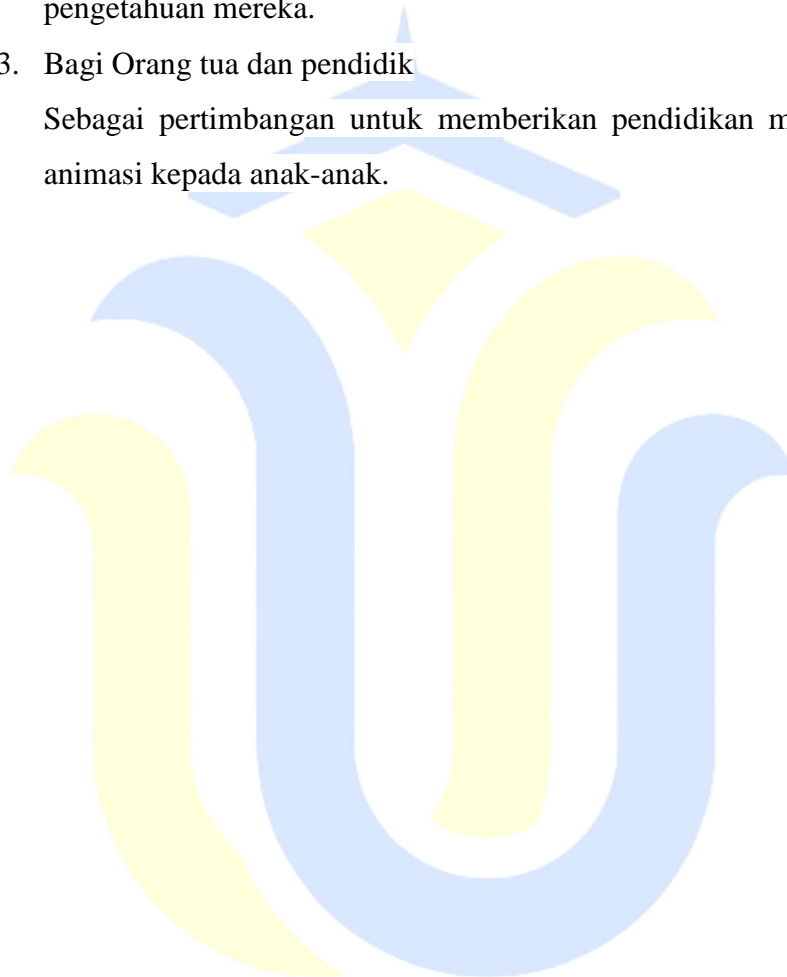 pengetahuan mereka.
3. Bagi Orang tua dan pendidik
Sebagai pertimbangan untuk memberikan pendidikan
animasi kepada anak-anak.